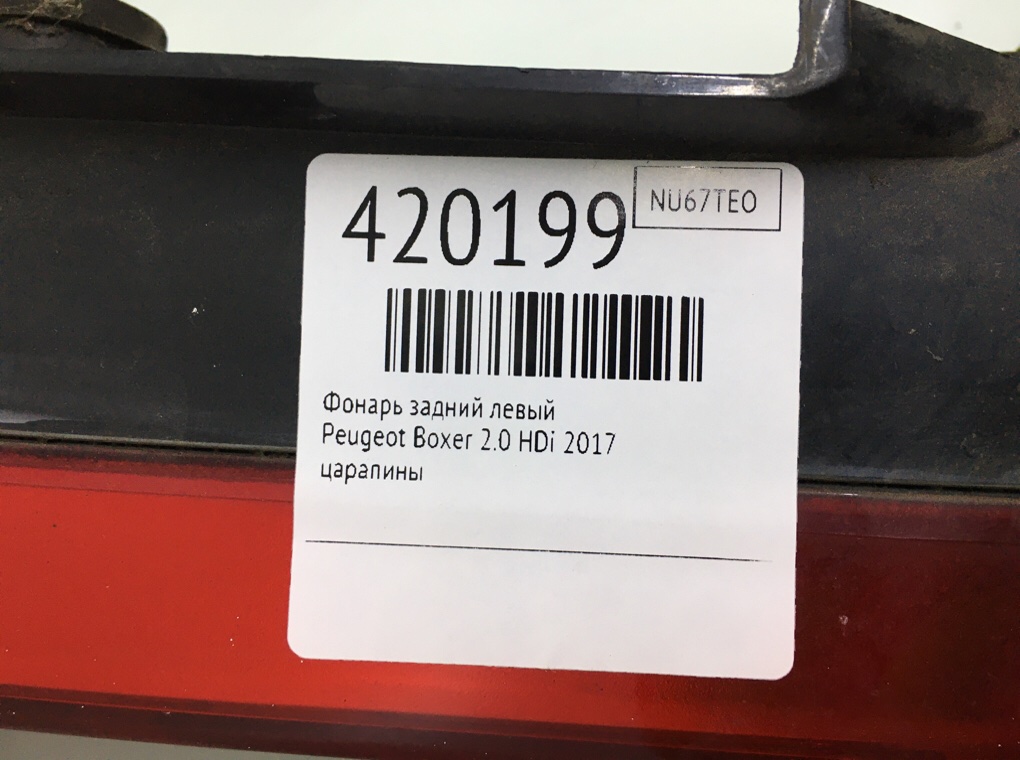 420199
NU67TEO
Фонарь задний левый
Peugeot Boxer 2.0 HDi 2017
царапины